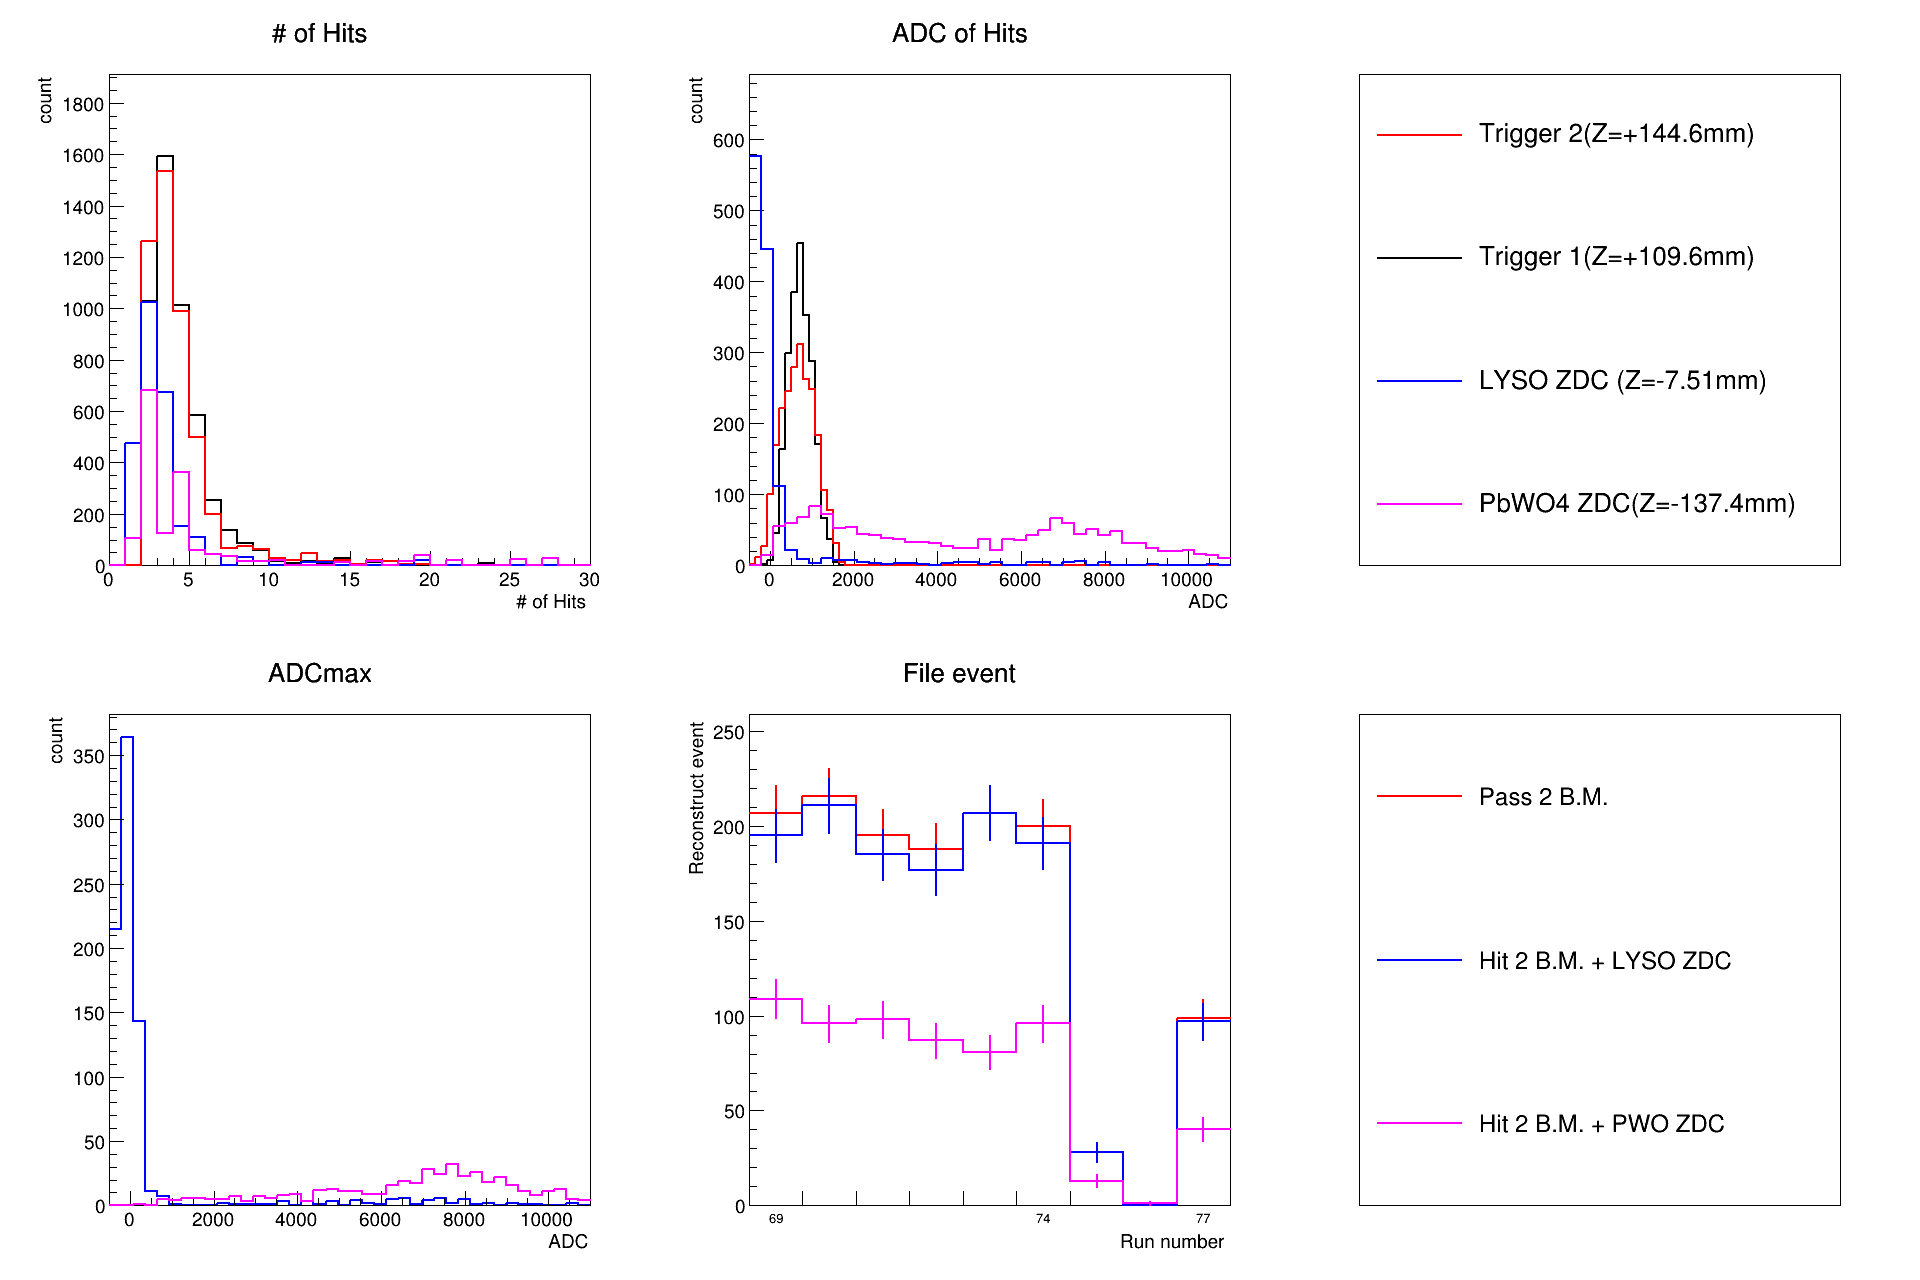 # of Hits
count
1800
1600
1400
1200
1000
800
600
400
200
0
0 5 10 15 20 25 30
# of Hits
ADC of Hits
count
600
500
400
300
200
100
0
0 2000 4000 6000 8000 10000
ADC
Trigger 2(Z=+144.6mm)
Trigger 1(Z=+109.6mm)
LYSO ZDC (Z=-7.51mm)
PbWO4 ZDC(Z=-137.4mm)
ADCmax
count
350
300
250
200
150
100
50
0
0 2000 4000 6000 8000 10000
ADC
File event
Reconstruct event
250
200
150
100
50
0
69 74 77
Run number
Pass 2 B.M.
Hit 2 B.M. + LYSO ZDC
Hit 2 B.M. + PWO ZDC